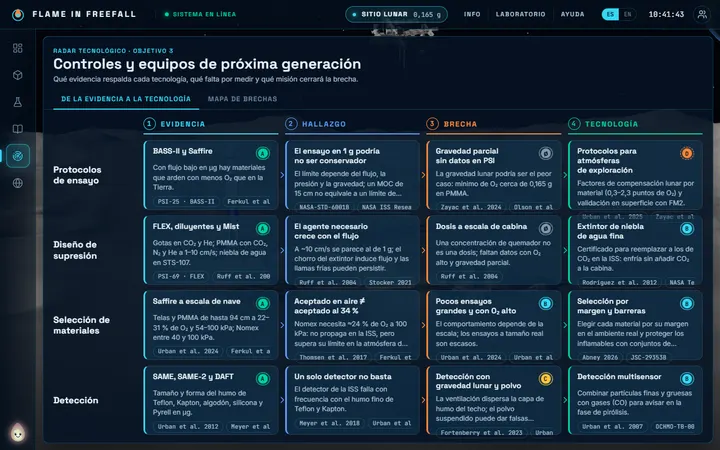 FLAME IN FREEFALL
SISTEMA EN LÍNEA
SITIO LUNAR 0,165 g
INFO
LABORATORIO
AYUDA
ES
EN
10:41:43
RADAR TECNOLÓGICO · OBJETIVO 3
Controles y equipos de próxima generación
Qué evidencia respalda cada tecnología, qué falta por medir y qué misión cerrará la brecha.
DE LA EVIDENCIA A LA TECNOLOGÍA
MAPA DE BRECHAS
1 EVIDENCIA
2 HALLAZGO
3 BRECHA
4 TECNOLOGÍA
Protocolos
de ensayo
BASS-II y Saffire
A
Con flujo bajo en μg hay materiales
que arden con menos O₂ que en la
Tierra.
PSI-25 · BASS-II
Ferkul et al
El ensayo en 1 g podría
no ser conservador
El límite depende del flujo, la
presión y la gravedad; un MOC de
15 cm no equivale a un límite de…
NASA-STD-6001B
NASA ISS Resea
Gravedad parcial
sin datos en PSI
La gravedad lunar podría ser el peor
caso: mínimo de O₂ cerca de 0,165 g
en PMMA.
Zayac et al. 2024
Olson et al
Protocolos para
atmósferas
de exploración
Factores de compensación lunar por
material (0,3–2,3 puntos de O₂) y
validación en superficie con FM2.
Urban et al. 2025
Zayac et al
Diseño de
supresión
FLEX, diluyentes y Mist
A
Gotas en CO₂ y He; PMMA con CO₂,
N₂ y He a 1–10 cm/s; niebla de agua
en STS-107.
PSI-69 · FLEX
Ruff et al. 200
El agente necesario
crece con el flujo
A ~10 cm/s se parece al de 1 g; el
chorro del extintor induce flujo y las
llamas frías pueden persistir.
Ruff et al. 2004
Stocker 2021
Dosis a escala de cabina
Una concentración de quemador no
es una dosis; faltan datos con O₂
alto y gravedad parcial.
Ruff et al. 2004
Extintor de niebla
de agua fina
Certificado para reemplazar a los de
CO₂ en la ISS: enfría sin añadir CO₂
a la cabina.
Rodriguez et al. 2012
NASA Te
Selección de
materiales
Saffire a escala de nave
A
Telas y PMMA de hasta 94 cm a 22–
31 % de O₂ y 54–100 kPa; Nomex
entre 40 y 100 kPa.
Urban et al. 2024
Ferkul et a
Aceptado en aire ≠
aceptado al 34 %
Nomex necesita ~24 % de O₂ a 100
kPa: no propaga en la ISS, pero
supera su límite en la atmósfera d…
Thomsen et al. 2017
Ferkul et
Pocos ensayos
grandes y con O₂ alto
El comportamiento depende de la
escala; los ensayos a tamaño real
son escasos.
Urban et al. 2024
Urban et al
Selección por
margen y barreras
Elegir cada material por su margen
en el ambiente real y proteger los
inflamables con conjuntos de…
Abney 2026
JSC-29353B
Detección
SAME, SAME-2 y DAFT
A
Tamaño y forma del humo de
Teflon, Kapton, algodón, silicona y
Pyrell en μg.
Urban et al. 2012
Meyer et al
Un solo detector no basta
El detector de la ISS falla con
frecuencia con el humo fino de
Teflon y Kapton.
Meyer et al. 2018
Urban et al
Detección con
gravedad lunar y polvo
C
La ventilación dispersa la capa de
humo del techo; el polvo
suspendido puede dar falsas…
Fortenberry et al. 2023
Urban
Detección multisensor
Combinar partículas finas y gruesas
con gases (CO) para avisar en la
fase de pirólisis.
Urban et al. 2007
OCHMO-TB-00